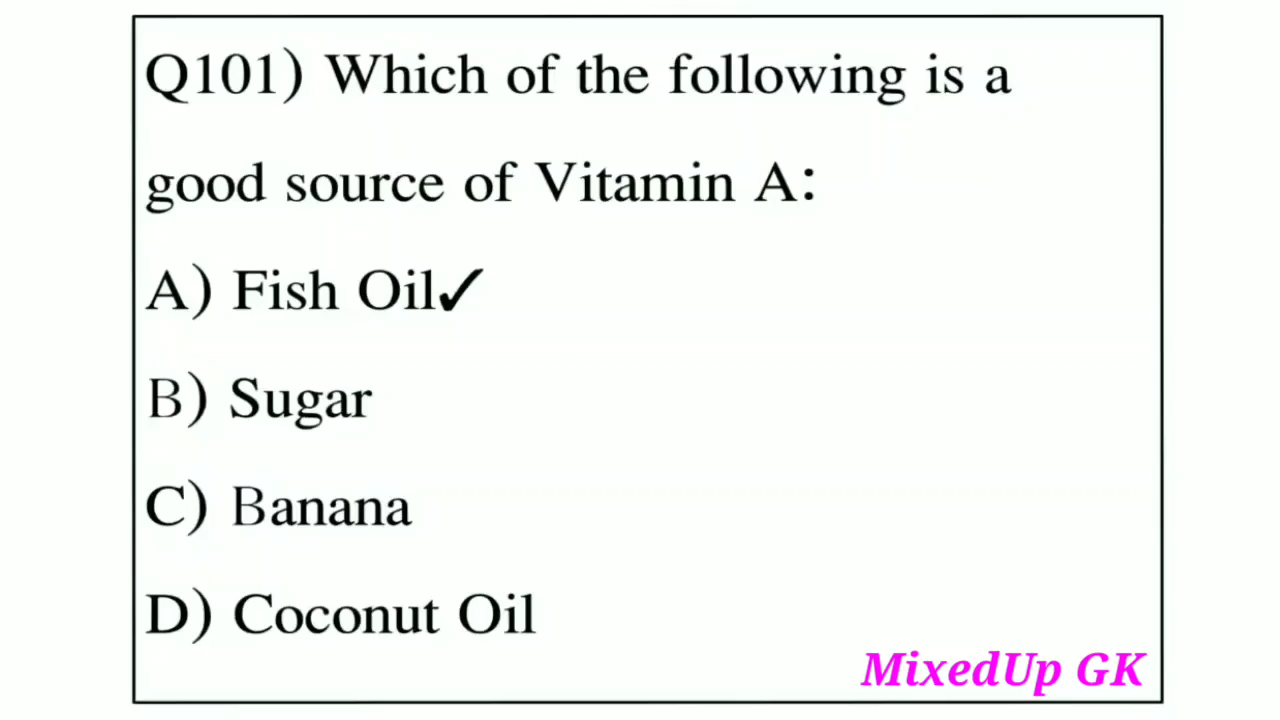 Q101) Which of the following is a
good source of Vitamin A:
A) Fish Oil✓
B) Sugar
C) Banana
D) Coconut Oil
MixedUp GK